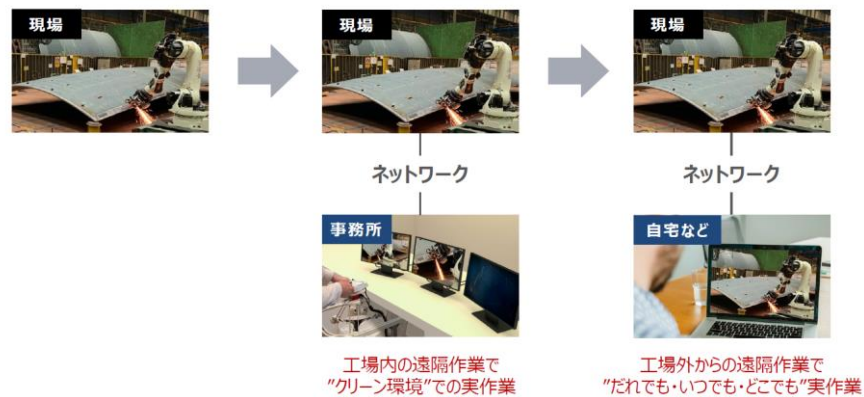 現場
現場
現場
ネットワーク
ネットワーク
事務所
自宅など
工場内の遠隔作業で
”クリーン環境”での実作業
工場外からの遠隔作業で
”だれでも・いつでも・どこでも”実作業